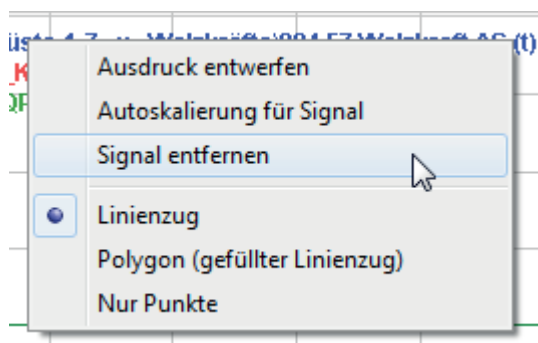 (t)
Ausdruck entwerfen
Autoskalierung für Signal
Signal entfernen
Linienzug
Polygon (gefüllter Linienzug)
Nur Punkte